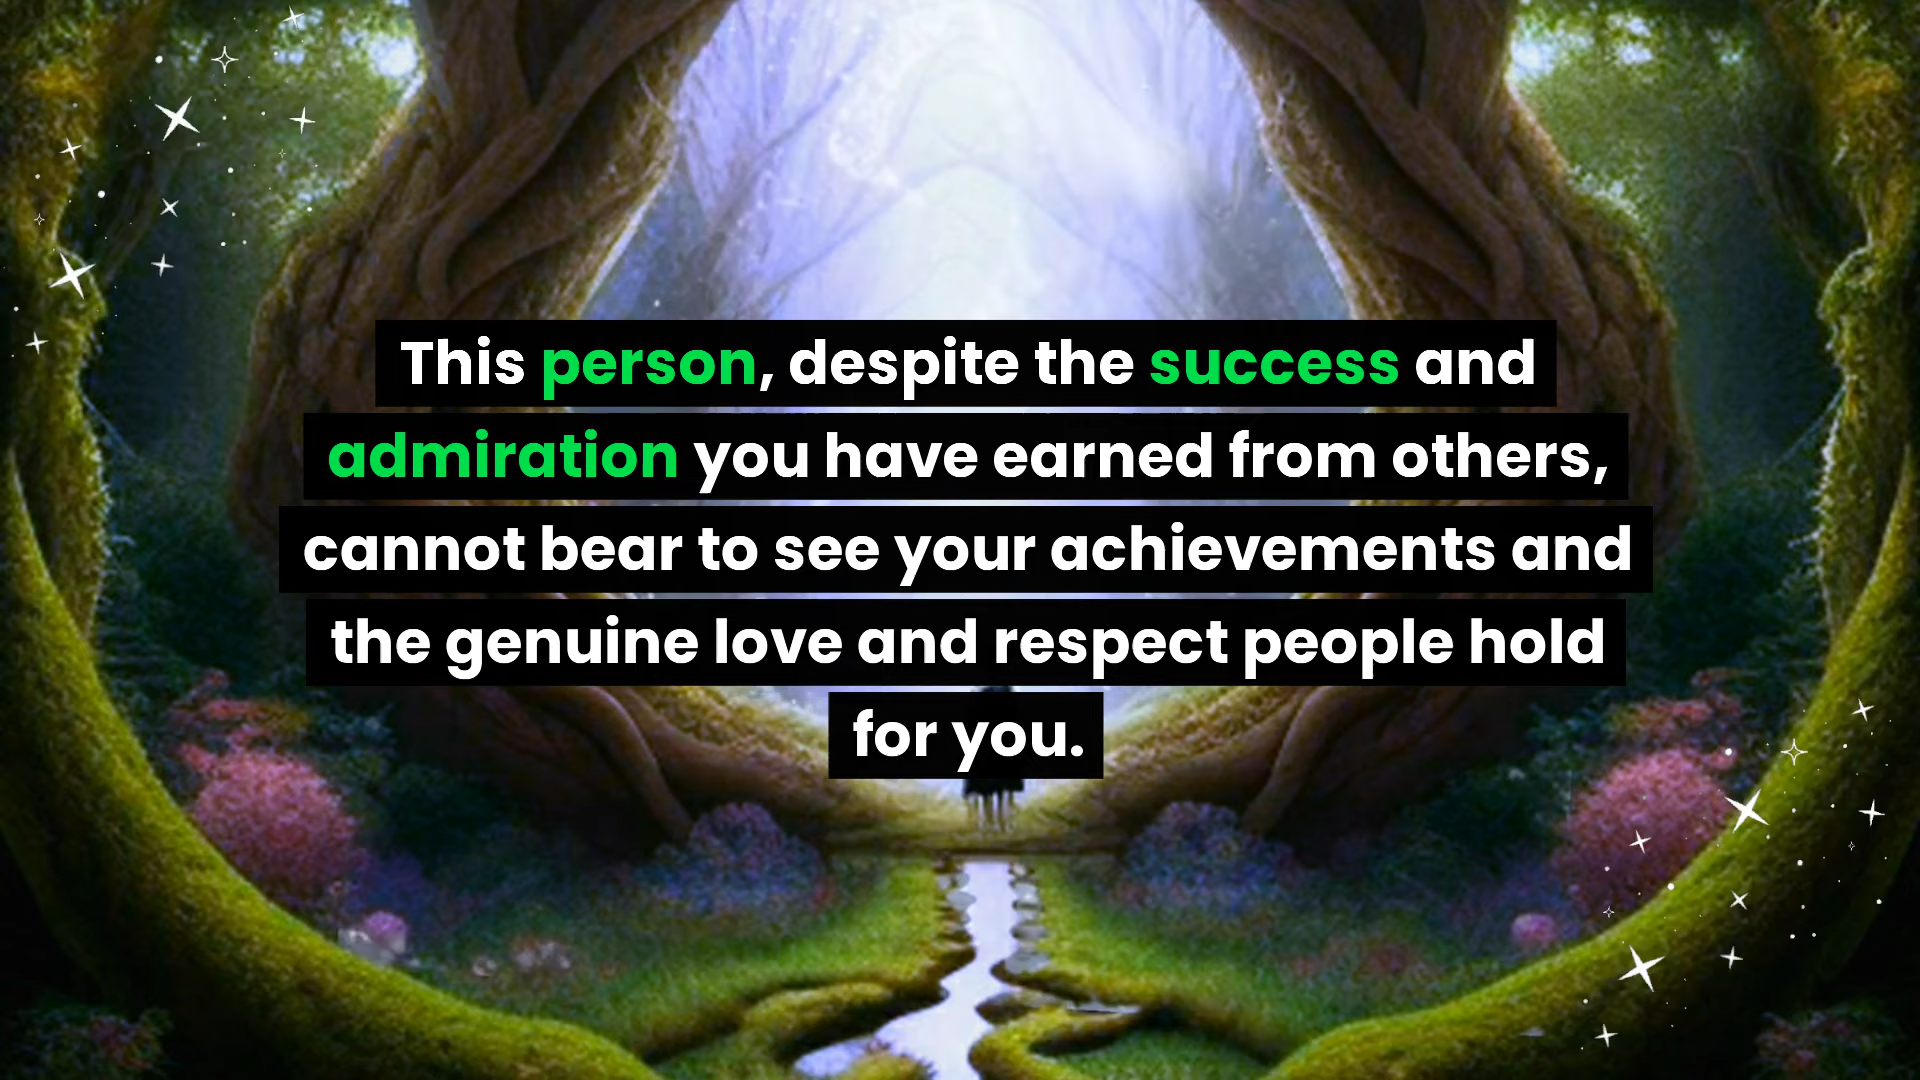 This person, despite the success and
admiration you have earned from others,
cannot bear to see your achievements and
the genuine love and respect people hold
for you.